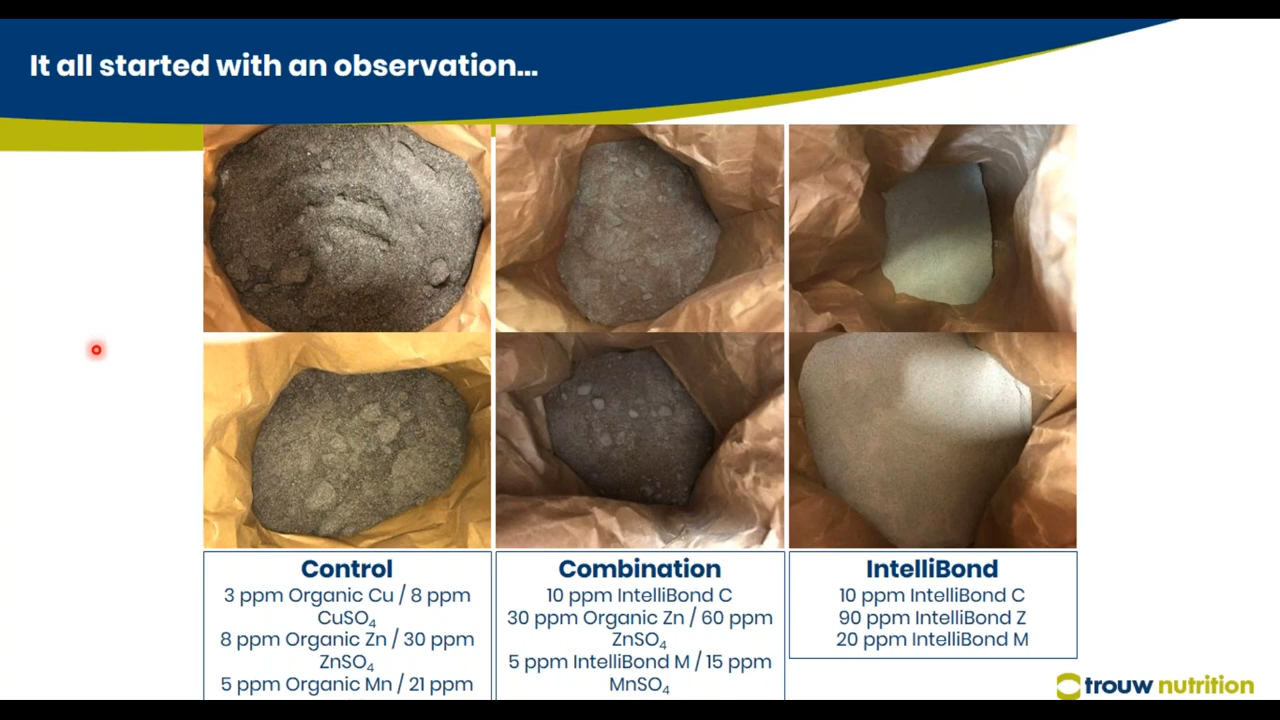 It all started with an observation...
Control
3 ppm Organic Cu / 8 ppm
CuSO₄
8 ppm Organic Zn / 30 ppm
ZnSO₄
5 ppm Organic Mn / 21 ppm
Combination
10 ppm IntelliBond C
30 ppm Organic Zn / 60 ppm
ZnSO₄
5 ppm IntelliBond M / 15 ppm
MnSO₄
IntelliBond
10 ppm IntelliBond C
90 ppm IntelliBond Z
20 ppm IntelliBond M
trouw nutrition